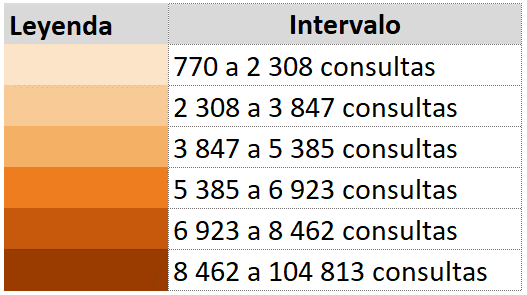 Leyenda Intervalo
770 a 2 308 consultas
2 308 a 3 847 consultas
3 847 a 5 385 consultas
5 385 a 6 923 consultas
6 923 a 8 462 consultas
8 462 a 104 813 consultas